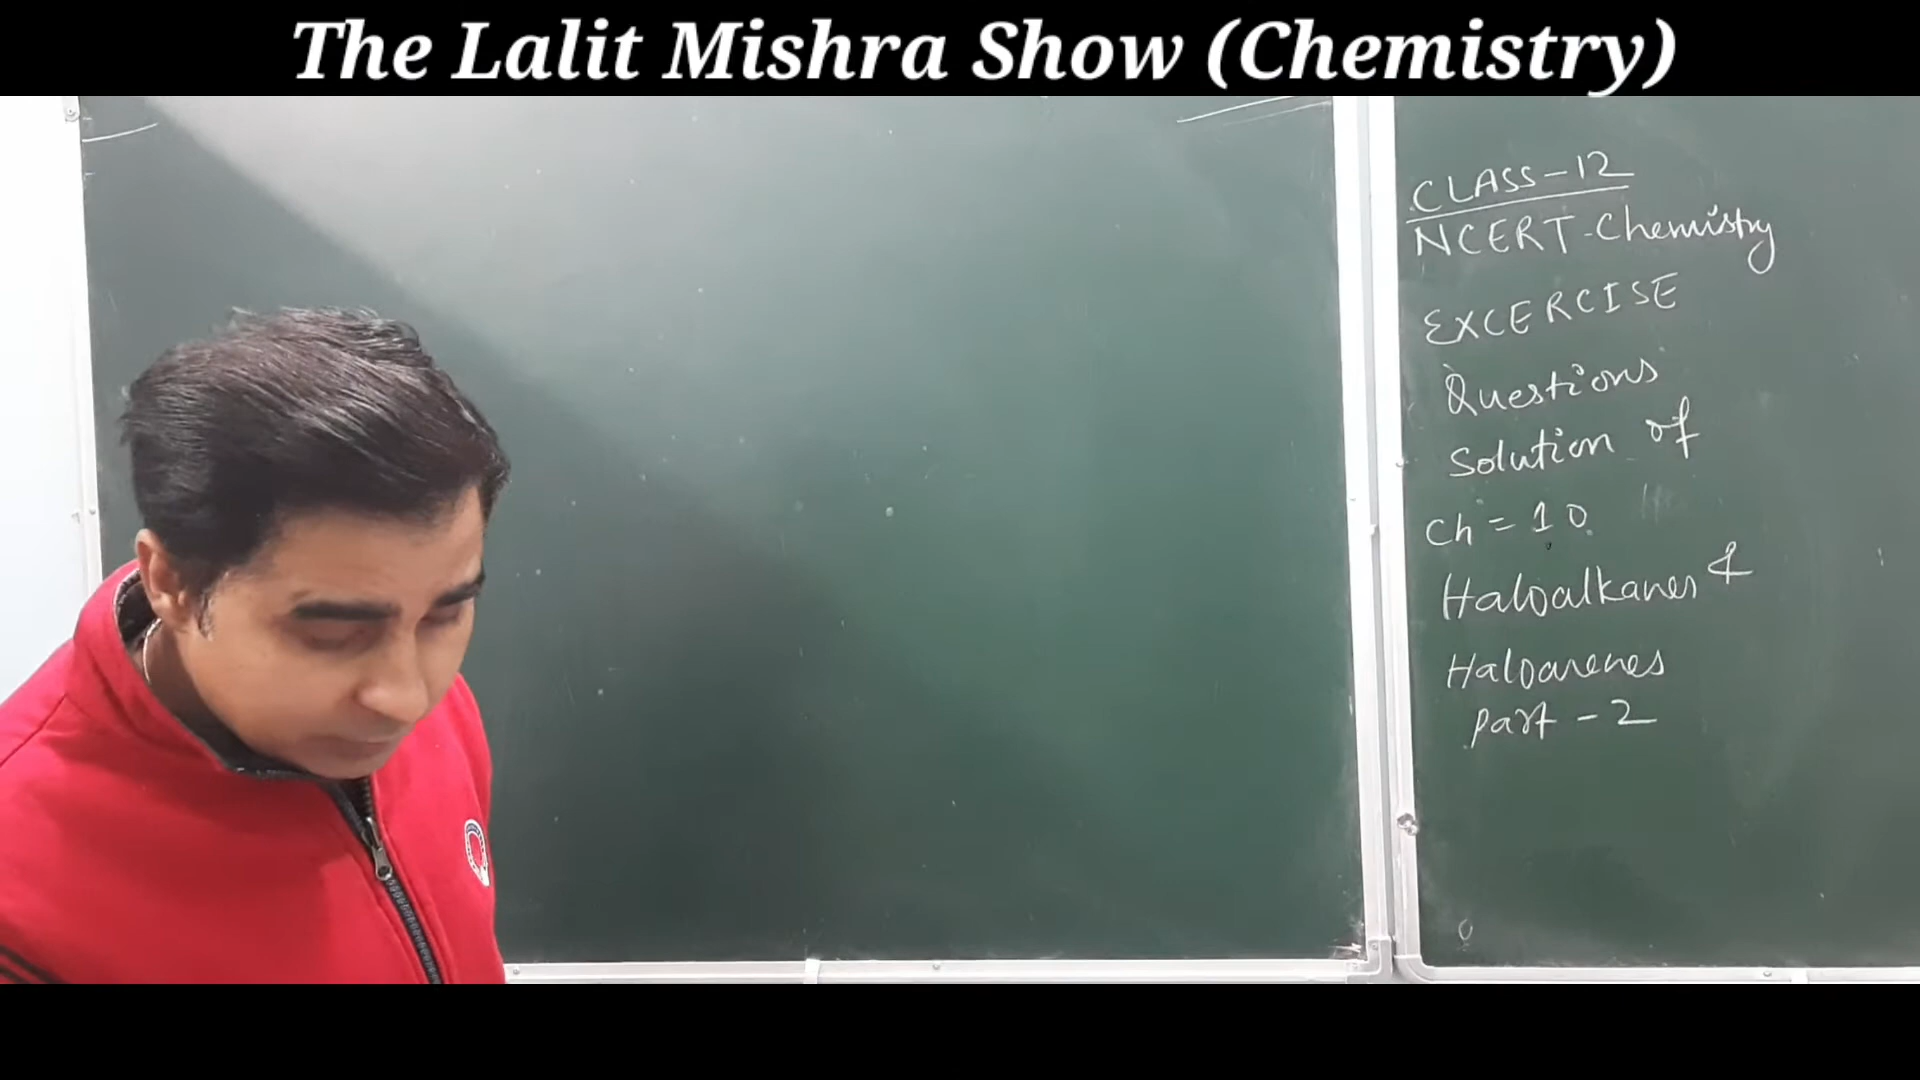 The Lalit Mishra Show (Chemistry)
CLASS-12
NCERT-Chemistry
EXCERCISE
Questions
Solution of
Ch = 10
Haloalkanes &
Haloarenes
part - 2